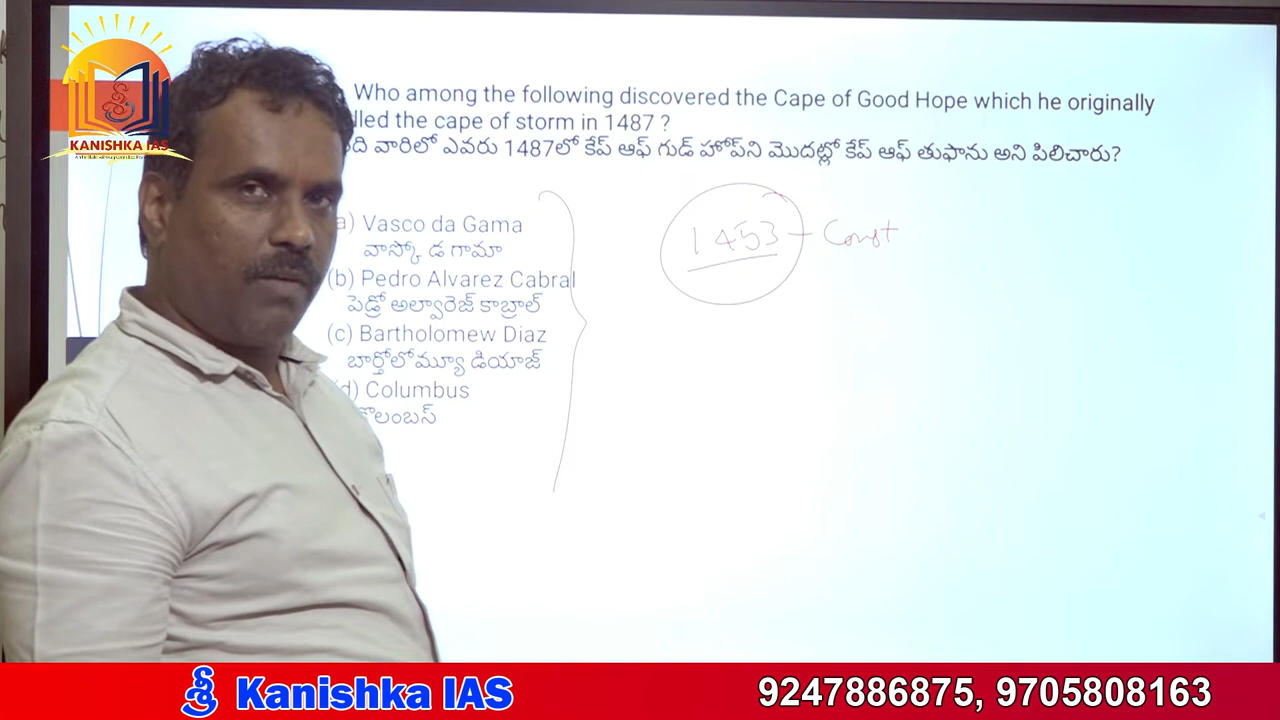 Who among the following discovered the Cape of Good Hope which he originally
lled the cape of storm in 1487 ?
ది వారిలో ఎవరు 1487లో కేప్ ఆఫ్ గుడ్ హోప్‌ని మొదట్లో కేప్ ఆఫ్ తుఫాను అని పిలిచారు?
a) Vasco da Gama
వాస్కో డ గామా
(b) Pedro Alvarez Cabral
పెడ్రో అల్వారెజ్ కాబ్రాల్
(c) Bartholomew Diaz
బార్తోలోమ్యూ డియాజ్
(d) Columbus
కొలంబస్
1453 - Const
శ్రీ
KANISHKA IAS
శ్రీ Kanishka IAS
9247886875, 9705808163